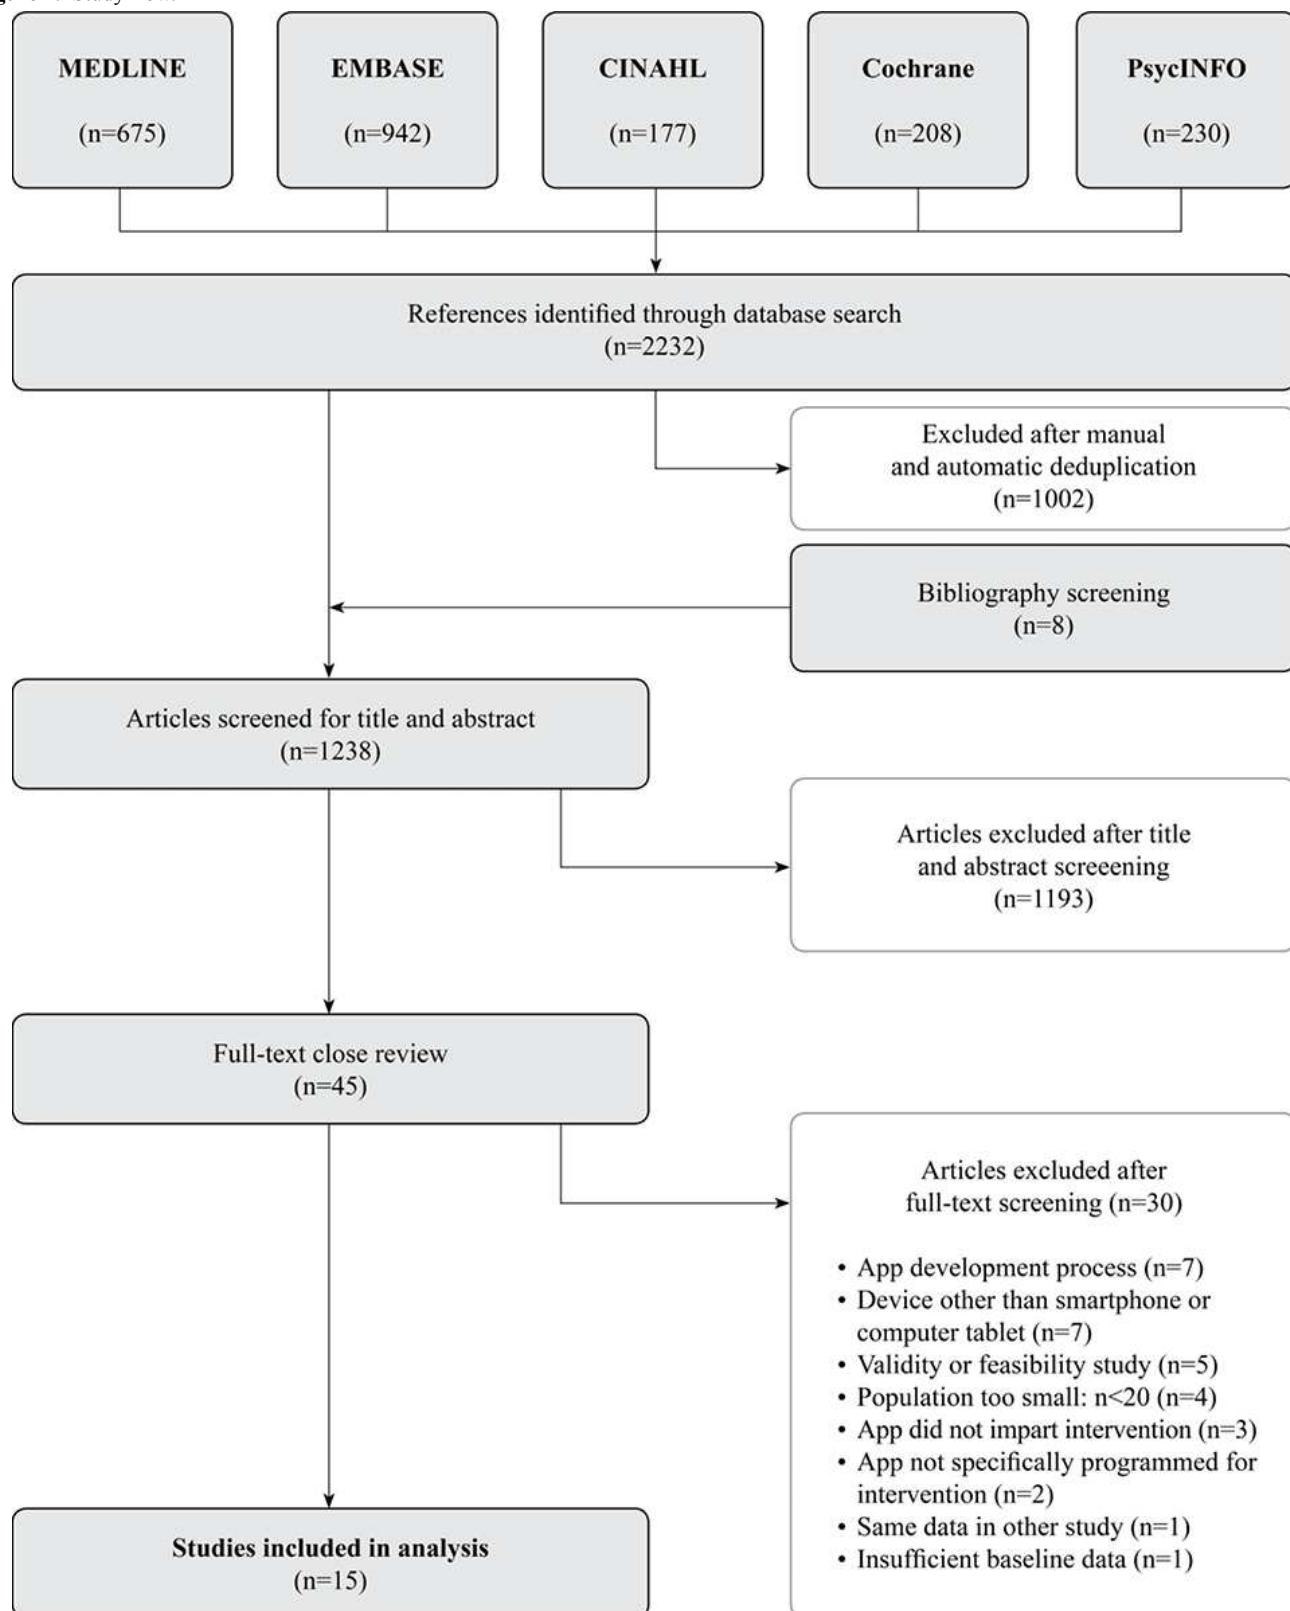 MEDLINE
(n=675)
EMBASE
(n=942)
CINAHL
(n=177)
Cochrane
(n=208)
PsycINFO
(n=230)
References identified through database search
(n=2232)
Excluded after manual
and automatic deduplication
(n=1002)
Bibliography screening
(n=8)
Articles screened for title and abstract
(n=1238)
Articles excluded after title
and abstract screeening
(n=1193)
Full-text close review
(n=45)
Articles excluded after
full-text screening (n=30)
• App development process (n=7)
• Device other than smartphone or
computer tablet (n=7)
• Validity or feasibility study (n=5)
• Population too small: n<20 (n=4)
• App did not impart intervention (n=3)
• App not specifically programmed for
intervention (n=2)
• Same data in other study (n=1)
• Insufficient baseline data (n=1)
Studies included in analysis
(n=15)